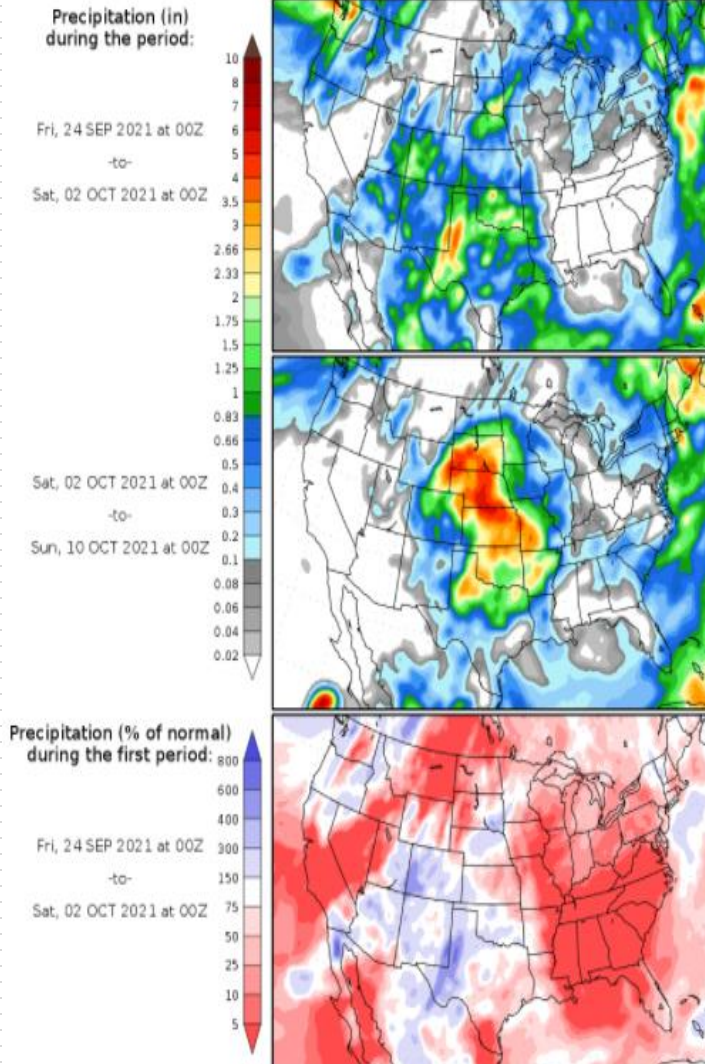 Precipitation (in)
during the period:
10
8
7
6
5
4
3.5
3
2.66
2.33
2
1.75
1.5
1.25
1
0.83
0.66
0.5
0.4
0.3
0.2
0.1
0.08
0.06
0.04
0.02
Fri, 24 SEP 2021 at 00Z
-to-
Sat, 02 OCT 2021 at 00Z
Sat, 02 OCT 2021 at 00Z
-to-
Sun, 10 OCT 2021 at 00Z
Precipitation (% of normal)
during the first period:
800
600
400
300
150
75
50
25
10
5
Fri, 24 SEP 2021 at 00Z
-to-
Sat, 02 OCT 2021 at 00Z